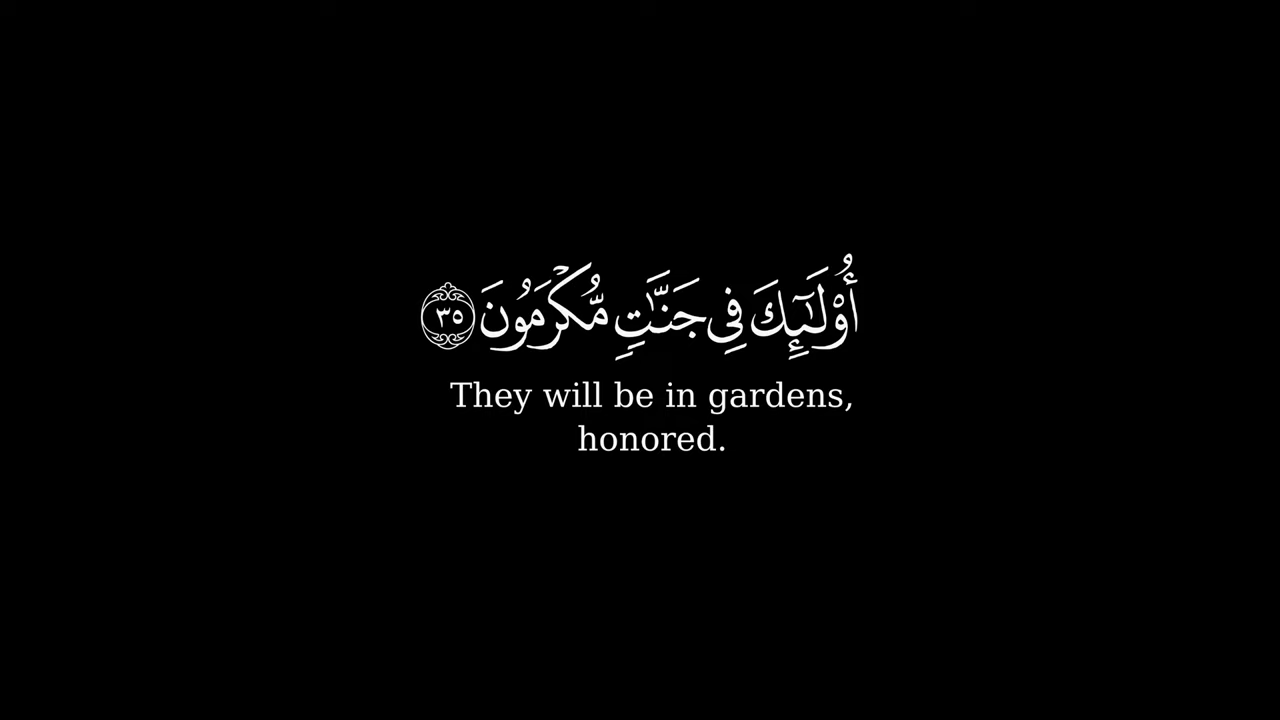 أُو۟لَـٰٓئِكَ فِى جَنَّـٰتٍ مُّكْرَمُونَ ٣٥
They will be in gardens,
honored.